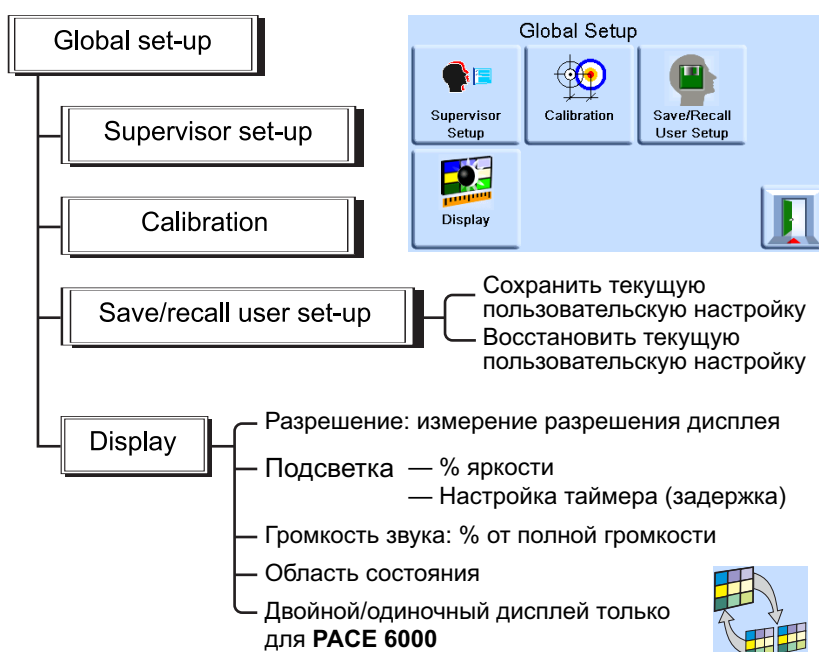 Global set-up
Global Setup
Supervisor
Setup
Calibration
Save/Recall
User Setup
Display
Supervisor set-up
Calibration
Save/recall user set-up
Сохранить текущую
пользовательскую настройку
Восстановить текущую
пользовательскую настройку
Display
Разрешение: измерение разрешения дисплея
Подсветка — % яркости
— Настройка таймера (задержка)
Громкость звука: % от полной громкости
Область состояния
Двойной/одиночный дисплей только
для PACE 6000